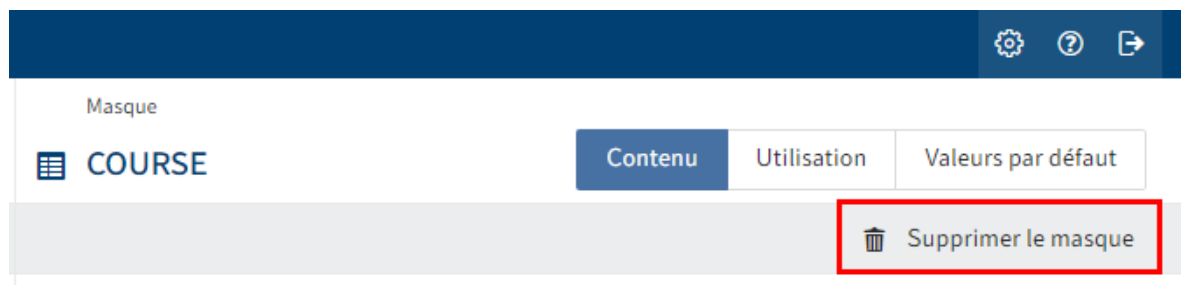 Masque
COURSE
Contenu Utilisation Valeurs par défaut
Supprimer le masque